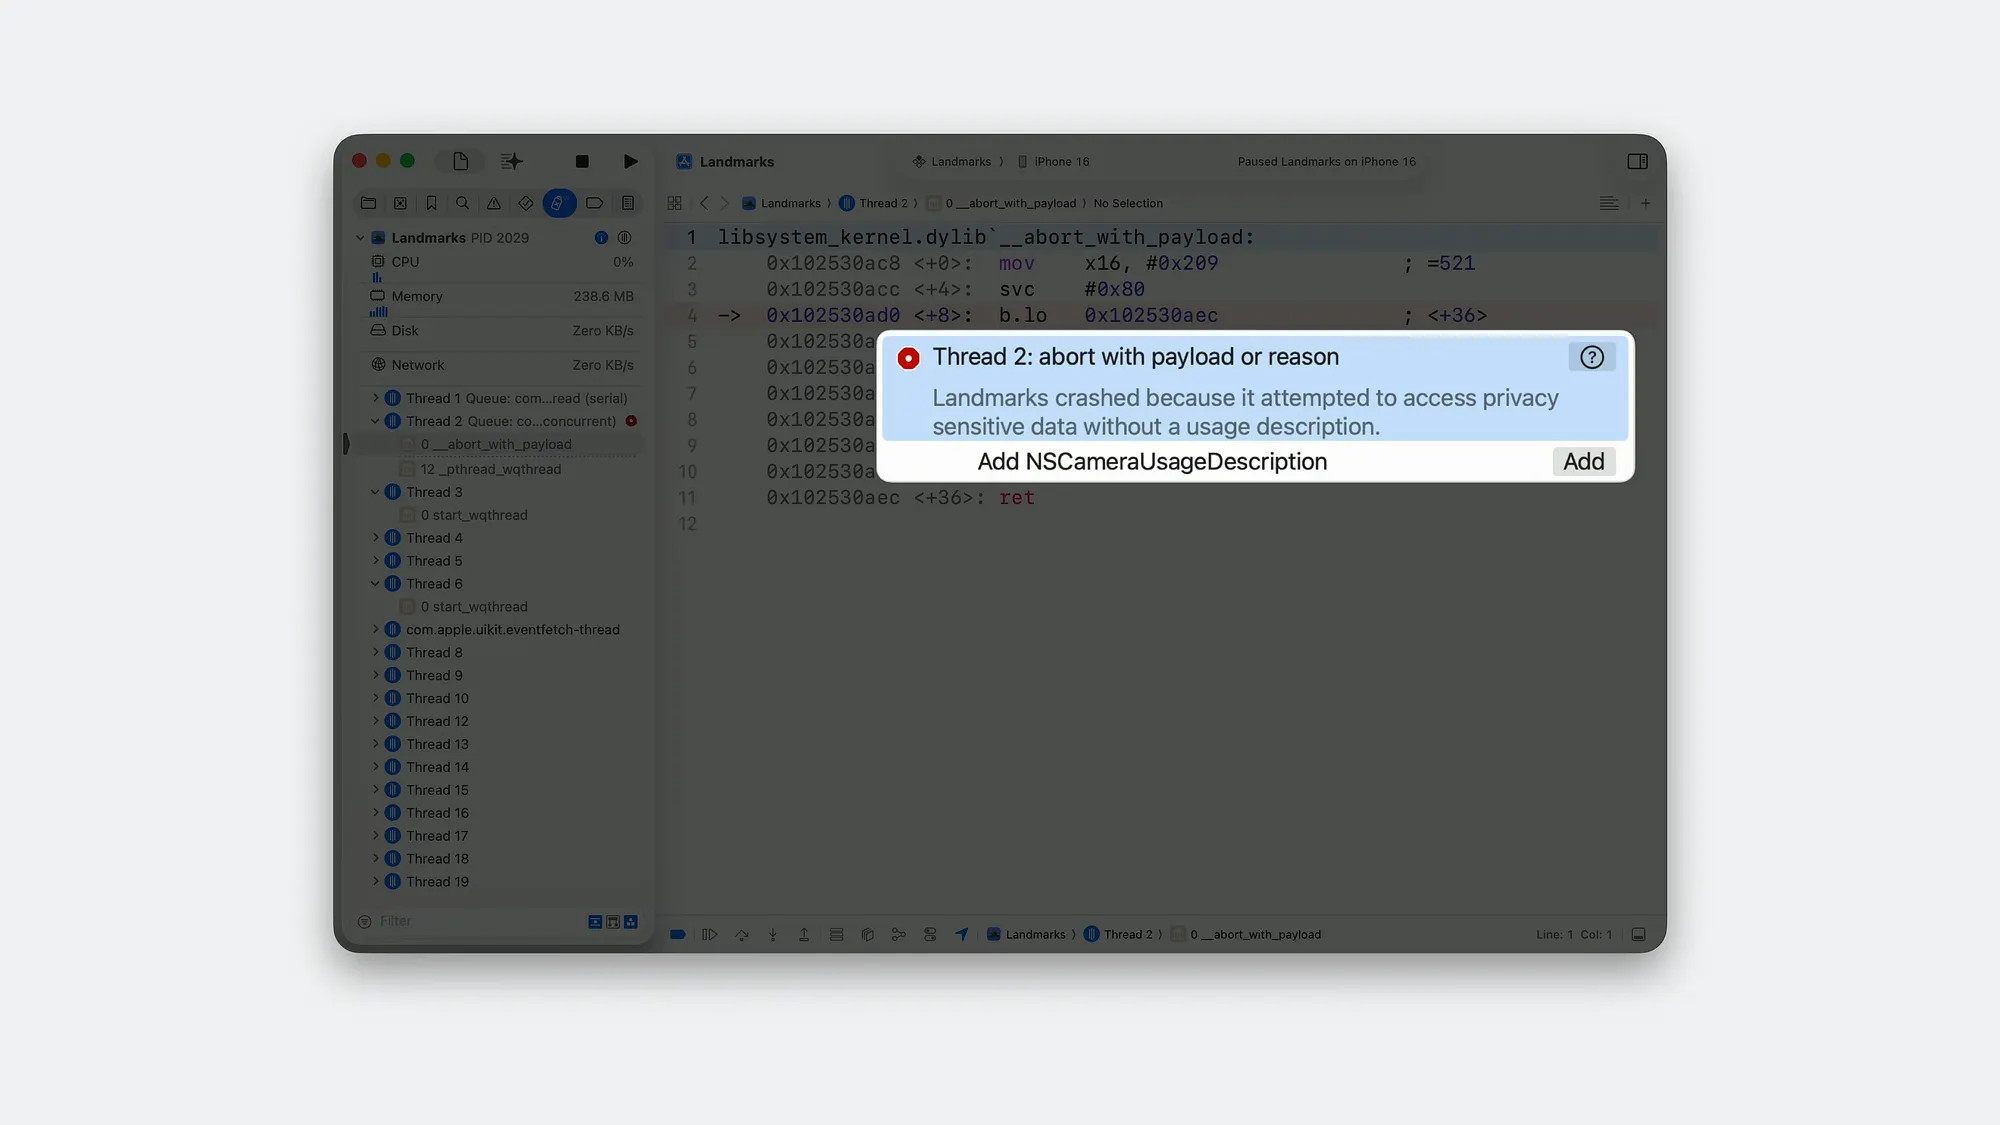 Landmarks
Landmarks 〉 iPhone 16
Paused Landmarks on iPhone 16
Landmarks 〉 Thread 2 〉 0 __abort_with_payload 〉 No Selection
Landmarks PID 2029
CPU 0%
Memory 238.6 MB
Disk Zero KB/s
Network Zero KB/s
Thread 1 Queue: com...read (serial)
Thread 2 Queue: co...concurrent)
0 __abort_with_payload
12 _pthread_wqthread
Thread 3
0 start_wqthread
Thread 4
Thread 5
Thread 6
0 start_wqthread
com.apple.uikit.eventfetch-thread
Thread 8
Thread 9
Thread 10
Thread 12
Thread 13
Thread 14
Thread 15
Thread 16
Thread 17
Thread 18
Thread 19
Filter
1 libsystem_kernel.dylib`__abort_with_payload:
2 0x102530ac8 <+0>: mov x16, #0x209 ; =521
3 0x102530acc <+4>: svc #0x80
4 -> 0x102530ad0 <+8>: b.lo 0x102530aec ; <+36>
5 0x102530a
6 0x102530a
7 0x102530a
8 0x102530a
9 0x102530a
10 0x102530a
11 0x102530aec <+36>: ret
12
Thread 2: abort with payload or reason
Landmarks crashed because it attempted to access privacy
sensitive data without a usage description.
Add NSCameraUsageDescription Add
Landmarks 〉 Thread 2 〉 0 __abort_with_payload
Line: 1 Col: 1